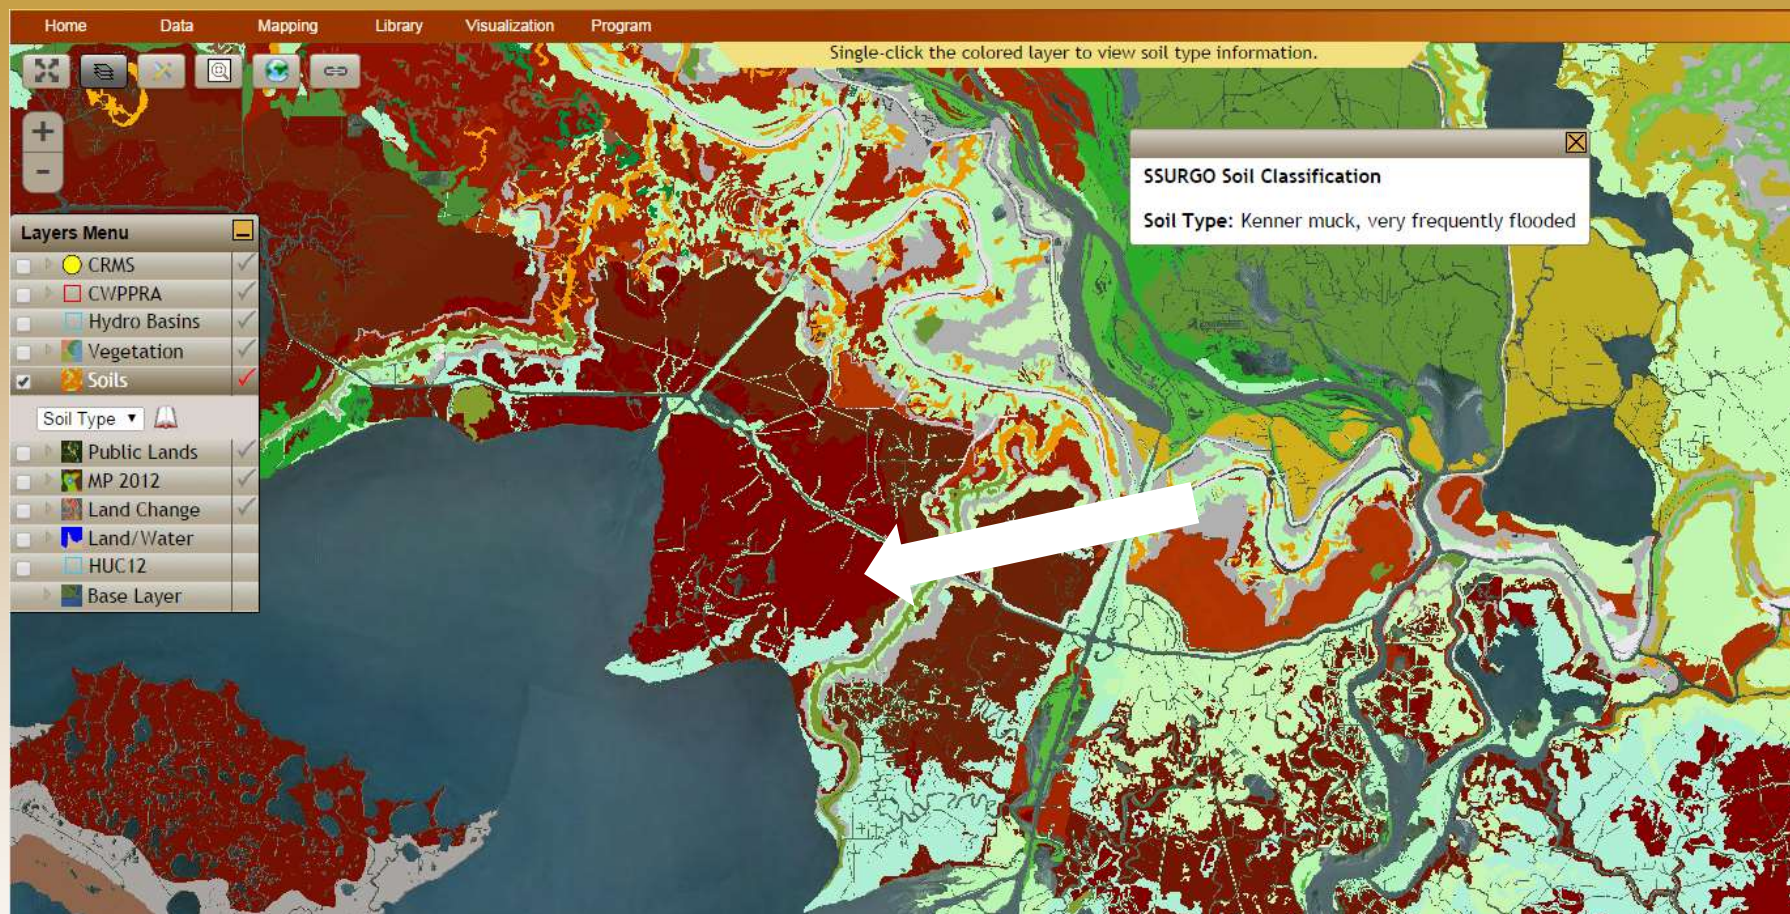 Home Data Mapping Library Visualization Program
Single-click the colored layer to view soil type information.
SSURGO Soil Classification
Soil Type: Kenner muck, very frequently flooded
+
-
Layers Menu
CRMS
CWPPRA
Hydro Basins
Vegetation
Soils
Soil Type
Public Lands
MP 2012
Land Change
Land/Water
HUC12
Base Layer